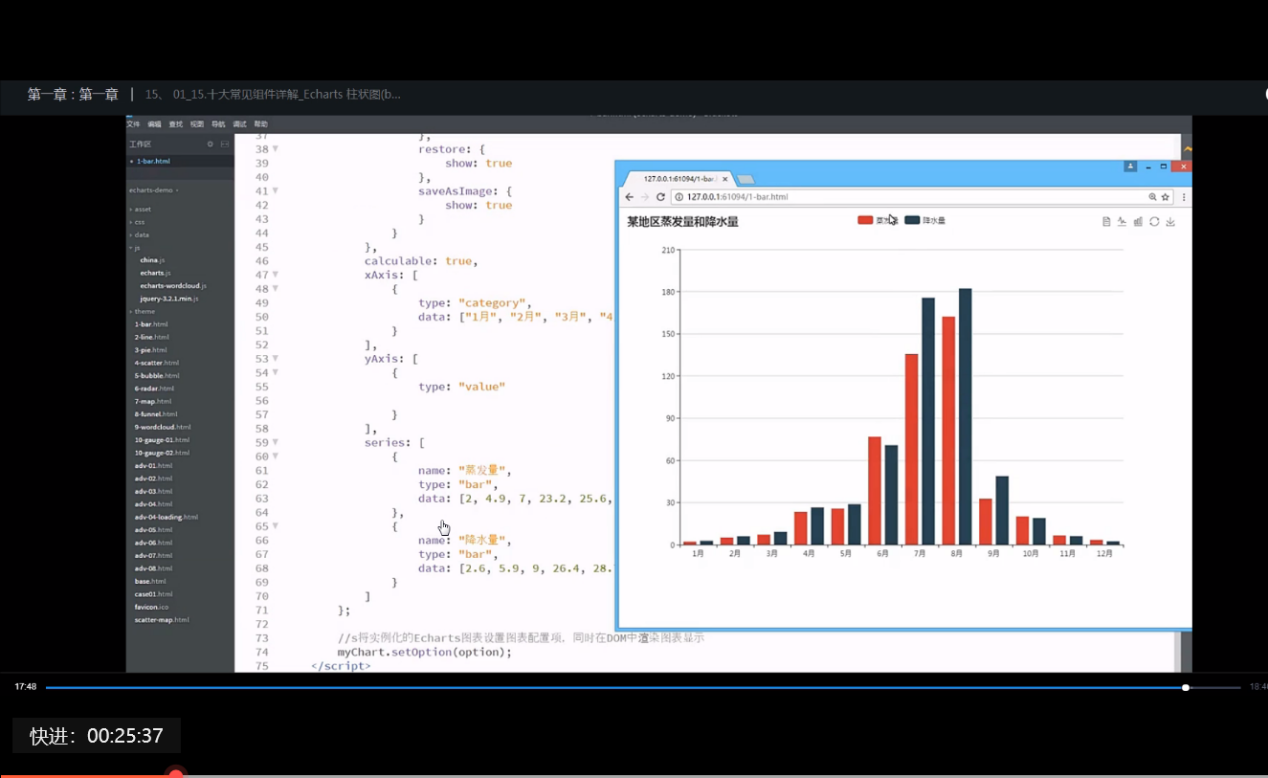 第一章 : 第一章 | 15、 01_15.十大常见组件详解_Echarts 柱状图(b...
文件 编辑 查找 视图 导航 调试 帮助
工作区
1-bar.html
echarts-demo
asset
css
data
js
china.js
echarts.js
echarts-wordcloud.js
jquery-3.2.1.min.js
theme
1-bar.html
2-line.html
3-pie.html
4-scatter.html
5-bubble.html
6-radar.html
7-map.html
8-funnel.html
9-wordcloud.html
10-gauge-01.html
10-gauge-02.html
adv-01.html
adv-02.html
adv-03.html
adv-04.html
adv-04-loading.html
adv-05.html
adv-06.html
adv-07.html
adv-08.html
base.html
case01.html
favicon.ico
scatter-map.html
37 },
38 restore: {
39 show: true
40 },
41 saveAsImage: {
42 show: true
43 }
44 }
45 },
46 calculable: true,
47 xAxis: [
48 {
49 type: "category",
50 data: ["1月", "2月", "3月", "4
51 }
52 ],
53 yAxis: [
54 {
55 type: "value"
56
57 }
58 ],
59 series: [
60 {
61 name: "蒸发量",
62 type: "bar",
63 data: [2, 4.9, 7, 23.2, 25.6,
64 },
65 {
66 name: "降水量",
67 type: "bar",
68 data: [2.6, 5.9, 9, 26.4, 28.
69 }
70 ]
71 };
72
73 //s将实例化的Echarts图表设置图表配置项，同时在DOM中渲染图表显示
74 myChart.setOption(option);
75 </script>
127.0.0.1:61094/1-bar
127.0.0.1:61094/1-bar.html
某地区蒸发量和降水量
降水量
210
180
150
120
90
60
30
0
1月 2月 3月 4月 5月 6月 7月 8月 9月 10月 11月 12月
17:48
快进：00:25:37